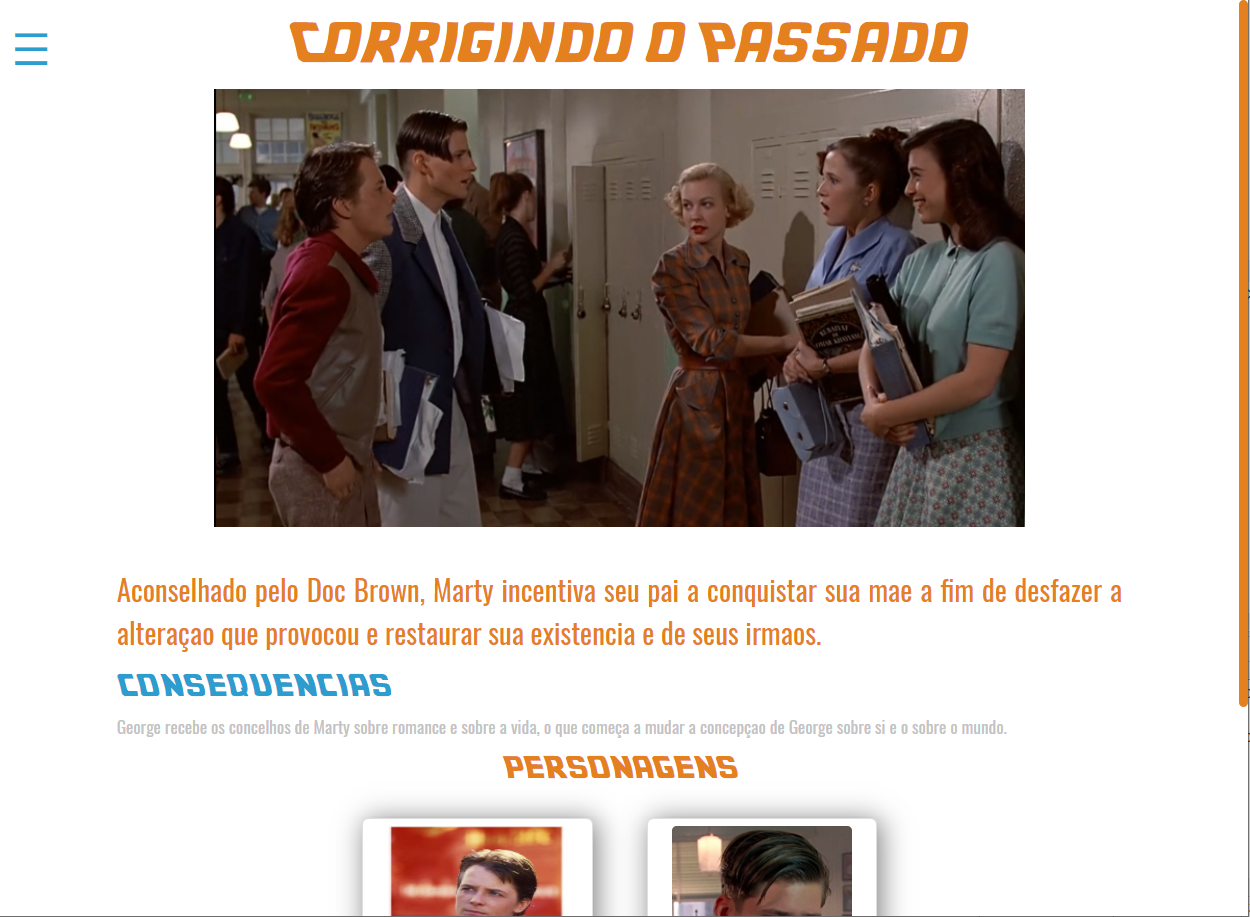 Corrigindo o Passado
Aconselhado pelo Doc Brown, Marty incentiva seu pai a conquistar sua mae a fim de desfazer a
alteraçao que provocou e restaurar sua existencia e de seus irmaos.
Consequencias
George recebe os concelhos de Marty sobre romance e sobre a vida, o que começa a mudar a concepçao de George sobre si e o sobre o mundo.
Personagens